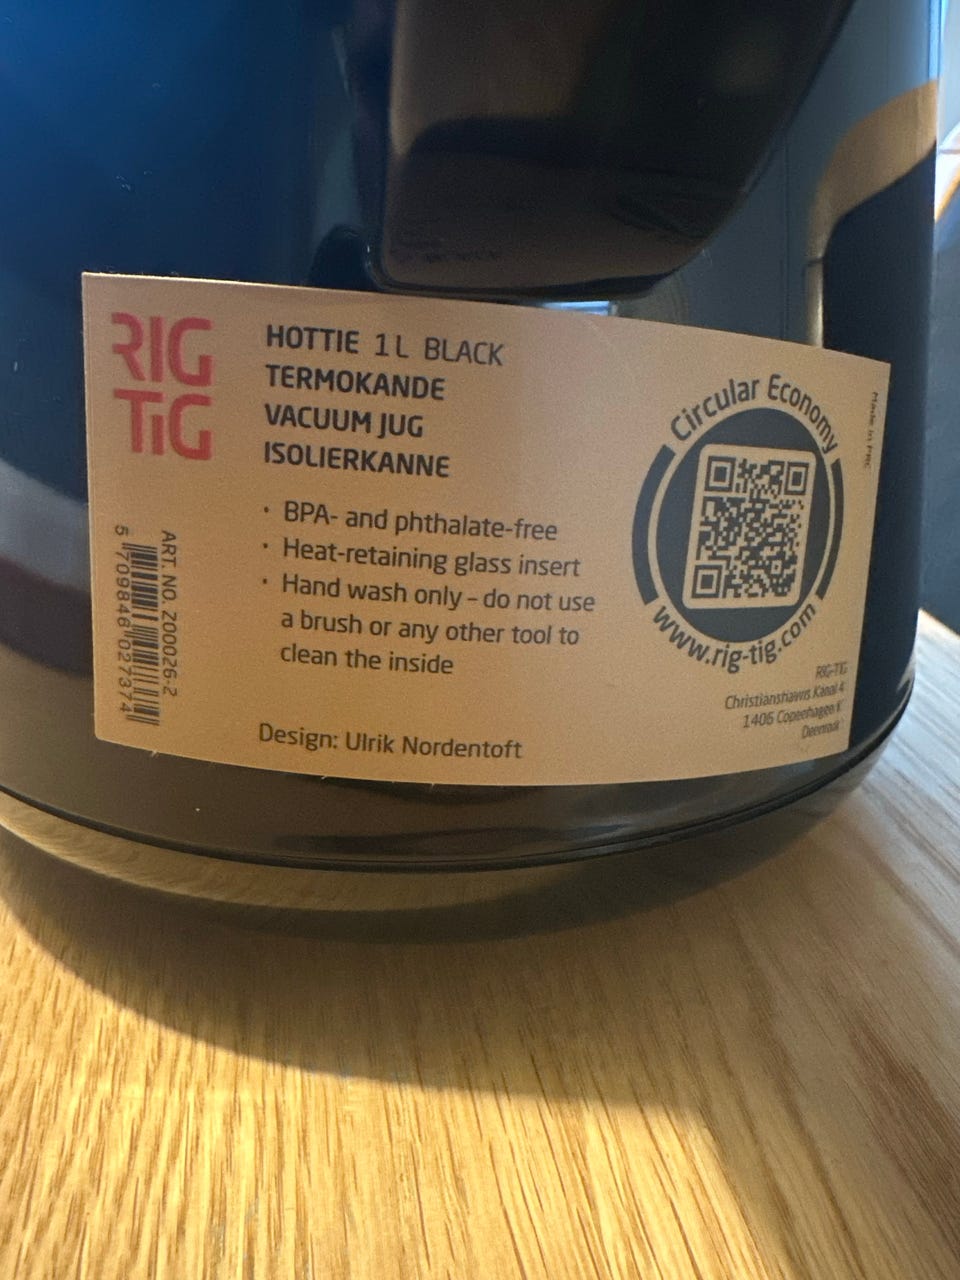 RIG
TiG
HOTTIE 1 L BLACK
TERMOKANDE
VACUUM JUG
ISOLIERKANNE
• BPA- and phthalate-free
• Heat-retaining glass insert
• Hand wash only – do not use
a brush or any other tool to
clean the inside
Design: Ulrik Nordentoft
ART. NO. Z00026-2
5 709846 027374
Circular Economy
www.rig-tig.com
Made in PRC
RIG-TIG
Christianshavns Kanal 4
1406 Copenhagen K
Denmark